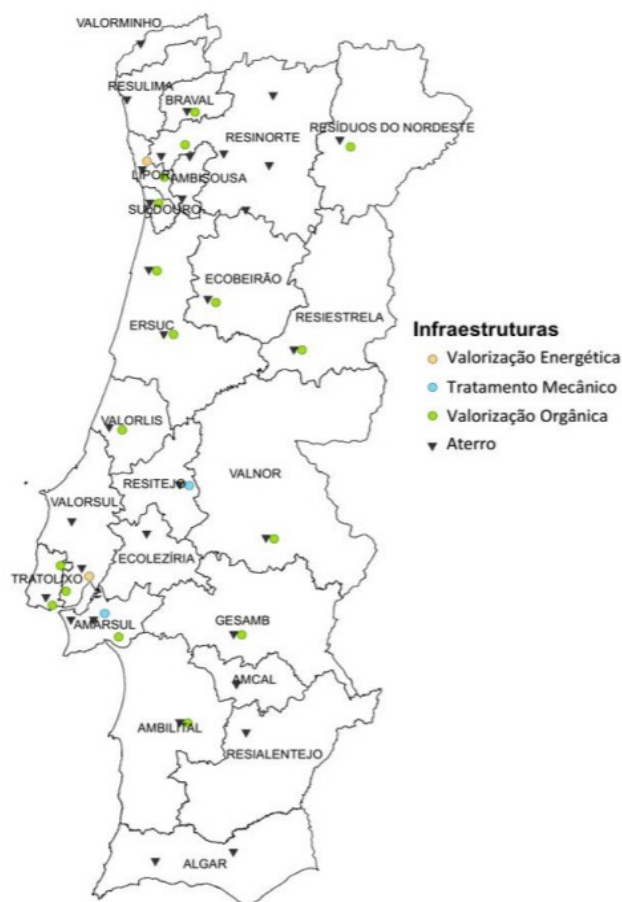 VALORMINHO
RESULIMA
BRAVAL
RESÍDUOS DO NORDESTE
RESINORTE
LIPOR
AMBISOUSA
SULDOURO
ECOBEIRÃO
RESIESTRELA
ERSUC
Infraestruturas
Valorização Energética
Tratamento Mecânico
Valorização Orgânica
Aterro
VALORLIS
RESITEJO
VALNOR
VALORSUL
ECOLEZÍRIA
TRATOLIXO
AMARSUL
GESAMB
AMCAL
AMBILITAL
RESIALENTEJO
ALGAR